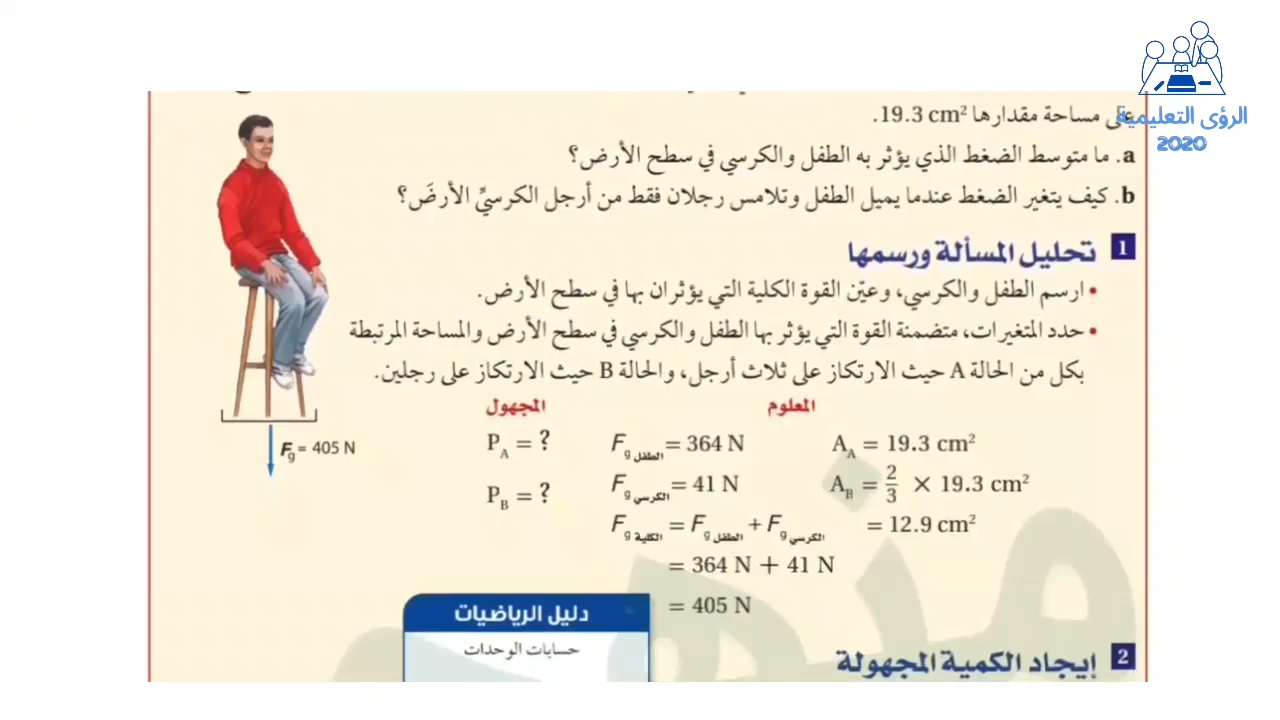 على مساحة مقدارها 19.3 cm².
a. ما متوسط الضغط الذي يؤثر به الطفل والكرسي في سطح الأرض؟
b. كيف يتغير الضغط عندما يميل الطفل وتلامس رجلان فقط من أرجل الكرسيِّ الأرضَ؟
1 تحليل المسألة ورسمها
• ارسم الطفل والكرسي، وعيّن القوة الكلية التي يؤثران بها في سطح الأرض.
• حدد المتغيرات، متضمنة القوة التي يؤثر بها الطفل والكرسي في سطح الأرض والمساحة المرتبطة
بكل من الحالة A حيث الارتكاز على ثلاث أرجل، والحالة B حيث الارتكاز على رجلين.
المعلوم
A_A = 19.3 cm²
A_B = 2/3 × 19.3 cm²
= 12.9 cm²
F_g الطفل = 364 N
F_g الكرسي = 41 N
F_g الكلية = F_g الطفل + F_g الكرسي
= 364 N + 41 N
= 405 N
المجهول
P_A = ?
P_B = ?
F_g = 405 N
2 إيجاد الكمية المجهولة
دليل الرياضيات
حسابات الوحدات
الرؤى التعليمية
2020